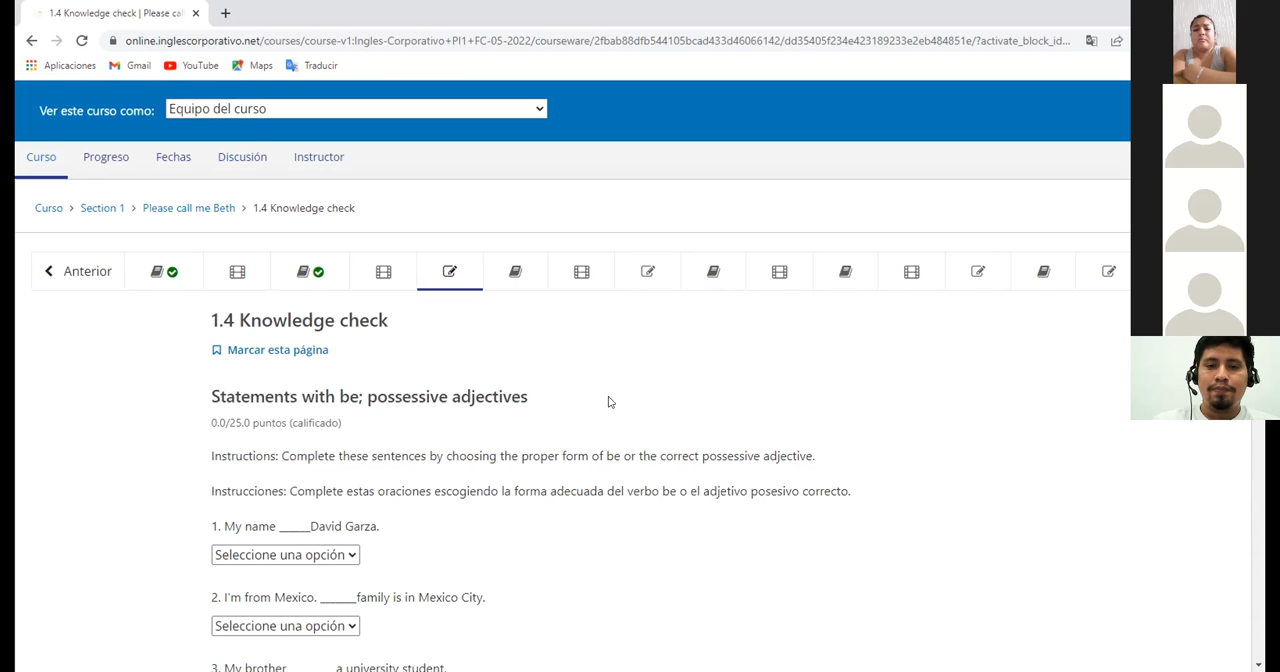 1.4 Knowledge check | Please cal
online.inglescorporativo.net/courses/course-v1:Ingles-Corporativo+PI1+FC-05-2022/courseware/2fbab88dfb544105bcad433d46066142/dd35405f234e423189233e2eb484851e/?activate_block_id...
Aplicaciones Gmail YouTube Maps Traducir
Ver este curso como: Equipo del curso
Curso Progreso Fechas Discusión Instructor
Curso > Section 1 > Please call me Beth > 1.4 Knowledge check
Anterior
1.4 Knowledge check
Marcar esta página
Statements with be; possessive adjectives
0.0/25.0 puntos (calificado)
Instructions: Complete these sentences by choosing the proper form of be or the correct possessive adjective.
Instrucciones: Complete estas oraciones escogiendo la forma adecuada del verbo be o el adjetivo posesivo correcto.
1. My name _____David Garza.
Seleccione una opción
2. I'm from Mexico. ______family is in Mexico City.
Seleccione una opción
3. My brother _______ a university student.